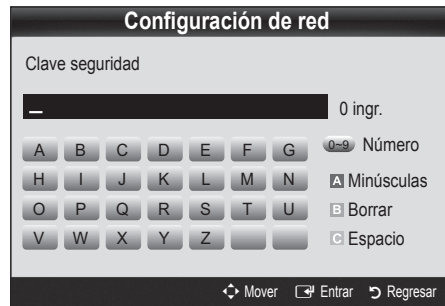 Configuración de red
Clave seguridad
0 ingr.
A B C D E F G 0~9 Número
H I J K L M N A Minúsculas
O P Q R S T U B Borrar
V W X Y Z C Espacio
Mover Entrar Regresar